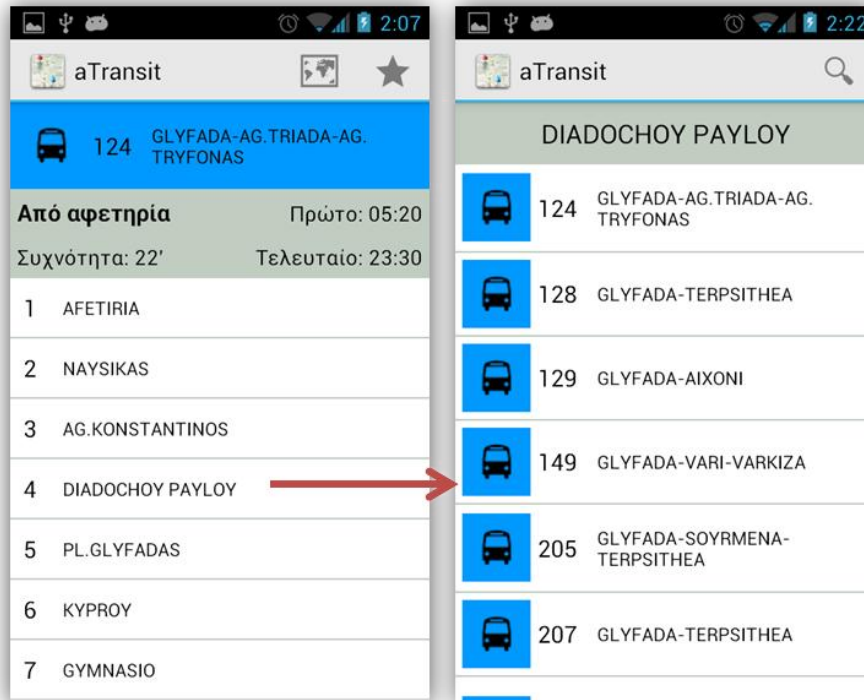 2:07
aTransit
124 GLYFADA-AG.TRIADA-AG.
TRYFONAS
Από αφετηρία Πρώτο: 05:20
Συχνότητα: 22' Τελευταίο: 23:30
1 AFETIRIA
2 NAYSIKAS
3 AG.KONSTANTINOS
4 DIADOCHOY PAYLOY
5 PL.GLYFADAS
6 KYPROY
7 GYMNASIO
2:22
aTransit
DIADOCHOY PAYLOY
124 GLYFADA-AG.TRIADA-AG.
TRYFONAS
128 GLYFADA-TERPSITHEA
129 GLYFADA-AIXONI
149 GLYFADA-VARI-VARKIZA
205 GLYFADA-SOYRMENA-
TERPSITHEA
207 GLYFADA-TERPSITHEA